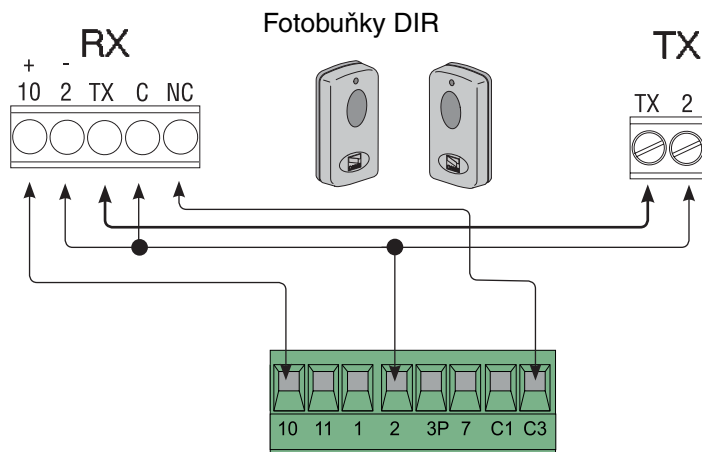 Fotobuňky DIR
RX
TX
+ -
10 2 TX C NC
TX 2
10 11 1 2 3P 7 C1 C3